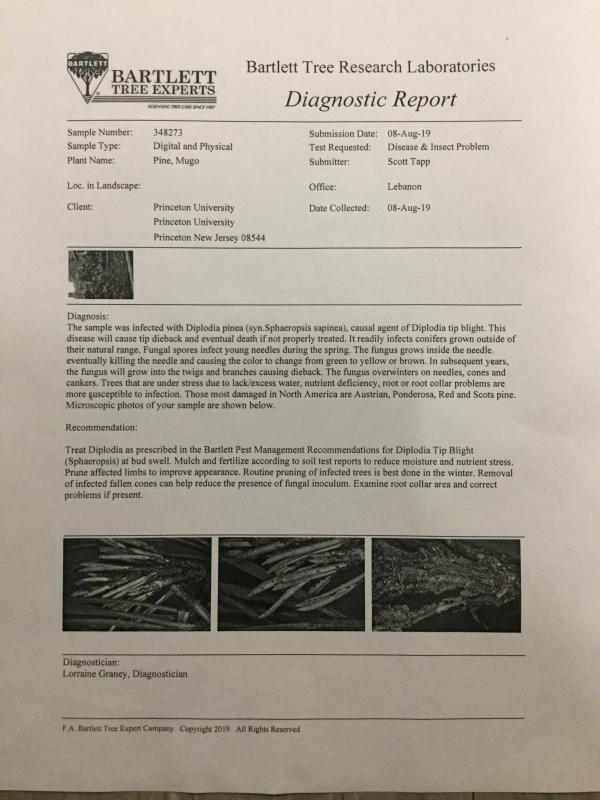 BARTLETT
BARTLETT
TREE EXPERTS
SCIENTIFIC TREE CARE SINCE 1907
Bartlett Tree Research Laboratories
Diagnostic Report
Sample Number: 348273
Submission Date: 08-Aug-19
Sample Type: Digital and Physical
Test Requested: Disease & Insect Problem
Plant Name: Pine, Mugo
Submitter: Scott Tapp
Loc. in Landscape:
Office: Lebanon
Client: Princeton University
Date Collected: 08-Aug-19
Princeton University
Princeton New Jersey 08544
Diagnosis:
The sample was infected with Diplodia pinea (syn.Sphaeropsis sapinea), causal agent of Diplodia tip blight. This
disease will cause tip dieback and eventual death if not properly treated. It readily infects conifers grown outside of
their natural range. Fungal spores infect young needles during the spring. The fungus grows inside the needle
eventually killing the needle and causing the color to change from green to yellow or brown. In subsequent years,
the fungus will grow into the twigs and branches causing dieback. The fungus overwinters on needles, cones and
cankers. Trees that are under stress due to lack/excess water, nutrient deficiency, root or root collar problems are
more susceptible to infection. Those most damaged in North America are Austrian, Ponderosa, Red and Scots pine.
Microscopic photos of your sample are shown below.
Recommendation:
Treat Diplodia as prescribed in the Bartlett Pest Management Recommendations for Diplodia Tip Blight
(Sphaeropsis) at bud swell. Mulch and fertilize according to soil test reports to reduce moisture and nutrient stress.
Prune affected limbs to improve appearance. Routine pruning of infected trees is best done in the winter. Removal
of infected fallen cones can help reduce the presence of fungal inoculum. Examine root collar area and correct
problems if present.
Diagnostician:
Lorraine Graney, Diagnostician
F.A. Bartlett Tree Expert Company Copyright 2019. All Rights Reserved